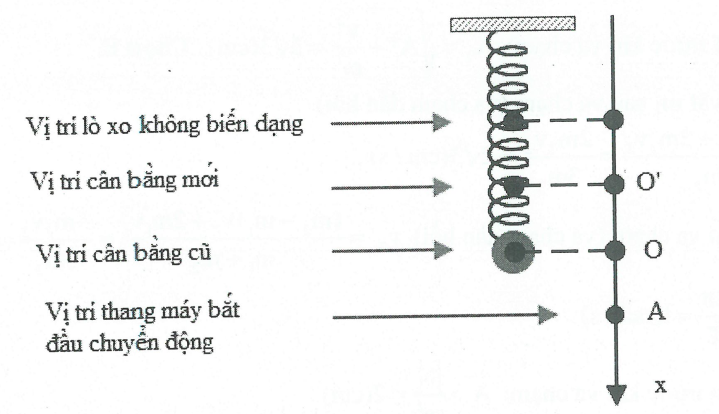 Vị trí lò xo không biến dạng
Vị trí cân bằng mới
O'
Vị trí cân bằng cũ
O
Vị trí thang máy bắt
đầu chuyển động
A
x